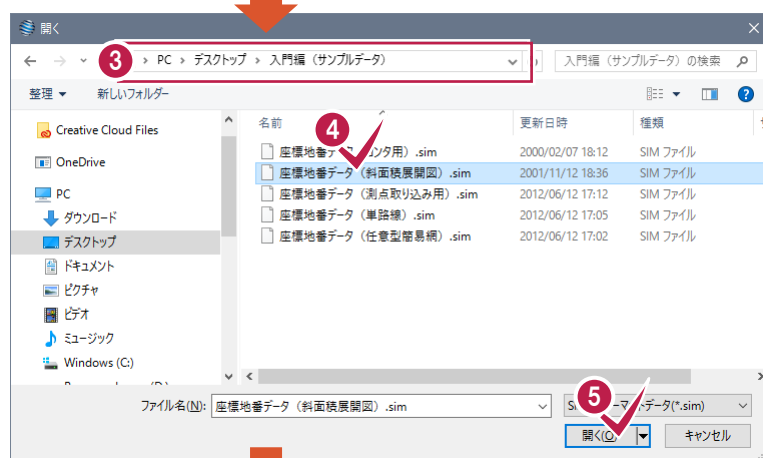 開く
3
PC › デスクトップ › 入門編（サンプルデータ）
入門編（サンプルデータ）の検索
整理 新しいフォルダー
名前 更新日時 種類
4
Creative Cloud Files
OneDrive
PC
ダウンロード
デスクトップ
ドキュメント
ピクチャ
ビデオ
ミュージック
Windows (C:)
座標地番データ コンタ用）.sim 2000/02/07 18:12 SIM ファイル
座標地番データ（斜面積展開図）.sim 2001/11/12 18:36 SIM ファイル
座標地番データ（測点取り込み用）.sim 2012/06/12 17:12 SIM ファイル
座標地番データ（単路線）.sim 2012/06/12 17:05 SIM ファイル
座標地番データ（任意型簡易網）.sim 2012/06/12 17:02 SIM ファイル
5
ファイル名(N): 座標地番データ（斜面積展開図）.sim
データ(*.sim)
開く(O) キャンセル